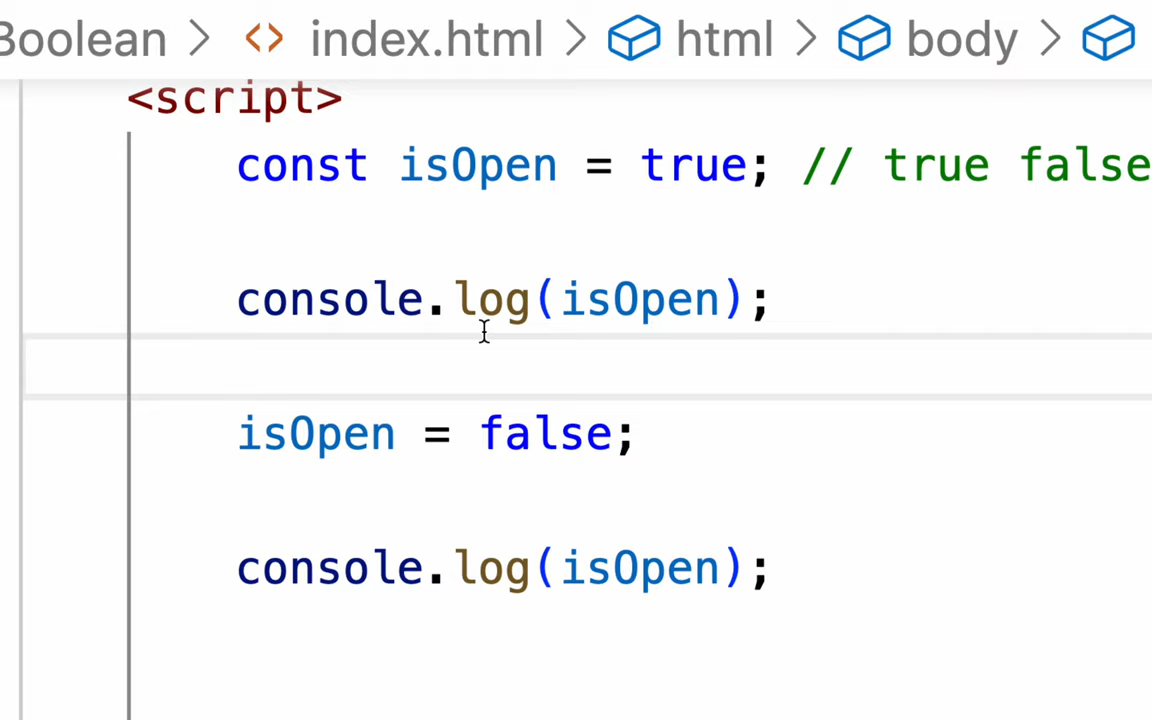 Boolean > <> index.html > html > body >
<script>
const isOpen = true; // true false
console.log(isOpen);
isOpen = false;
console.log(isOpen);